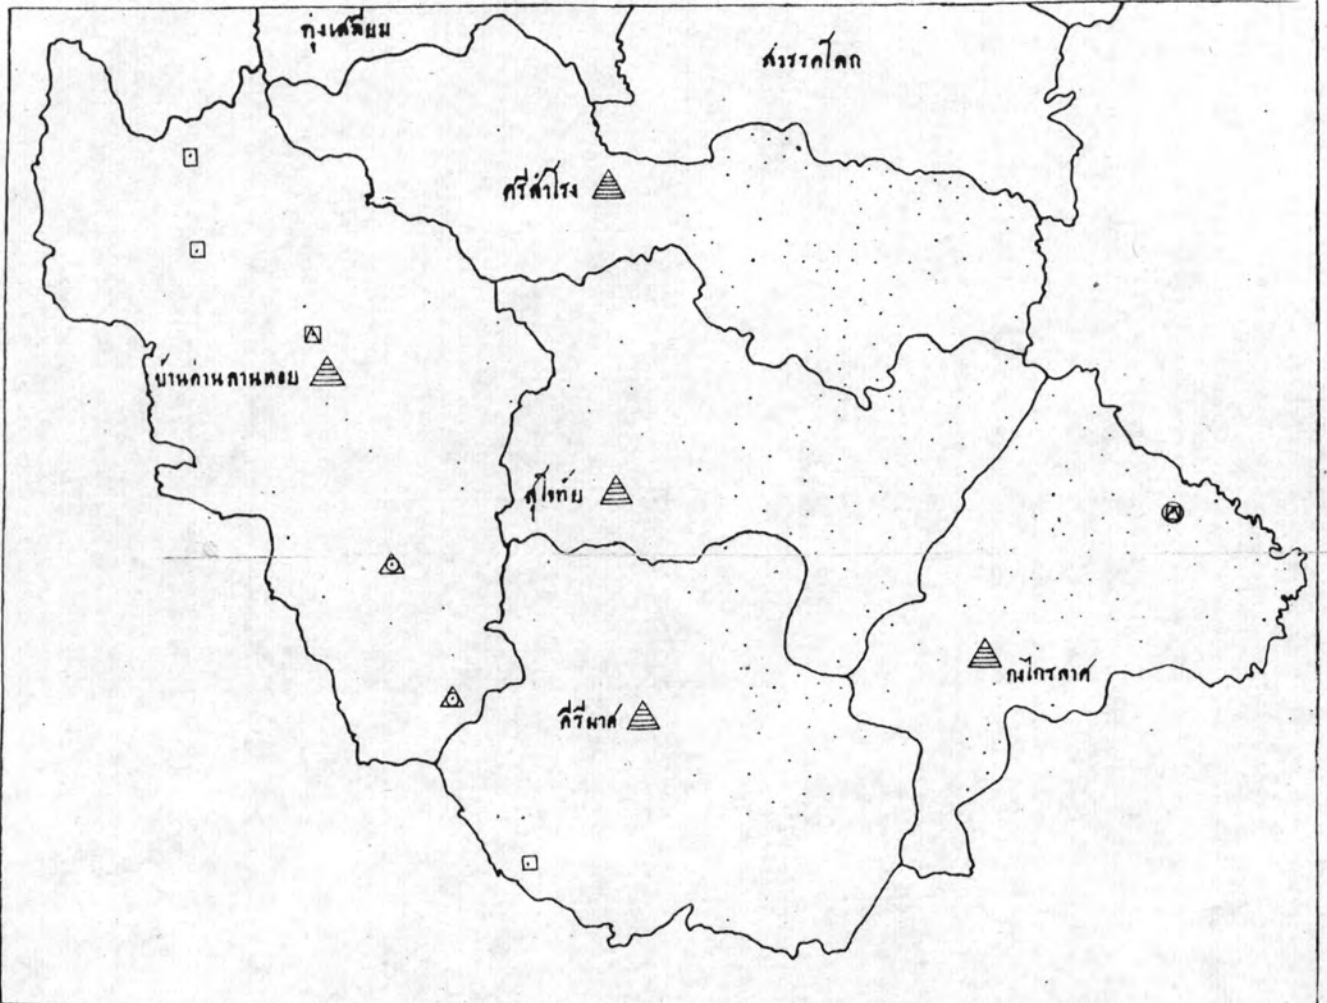 ทุ่งเสลี่ยม
สวรรคโลก
ศรีสำโรง
บ้านด่านลานหอย
สุโขทัย
กงไกรลาศ
คีรีมาศ